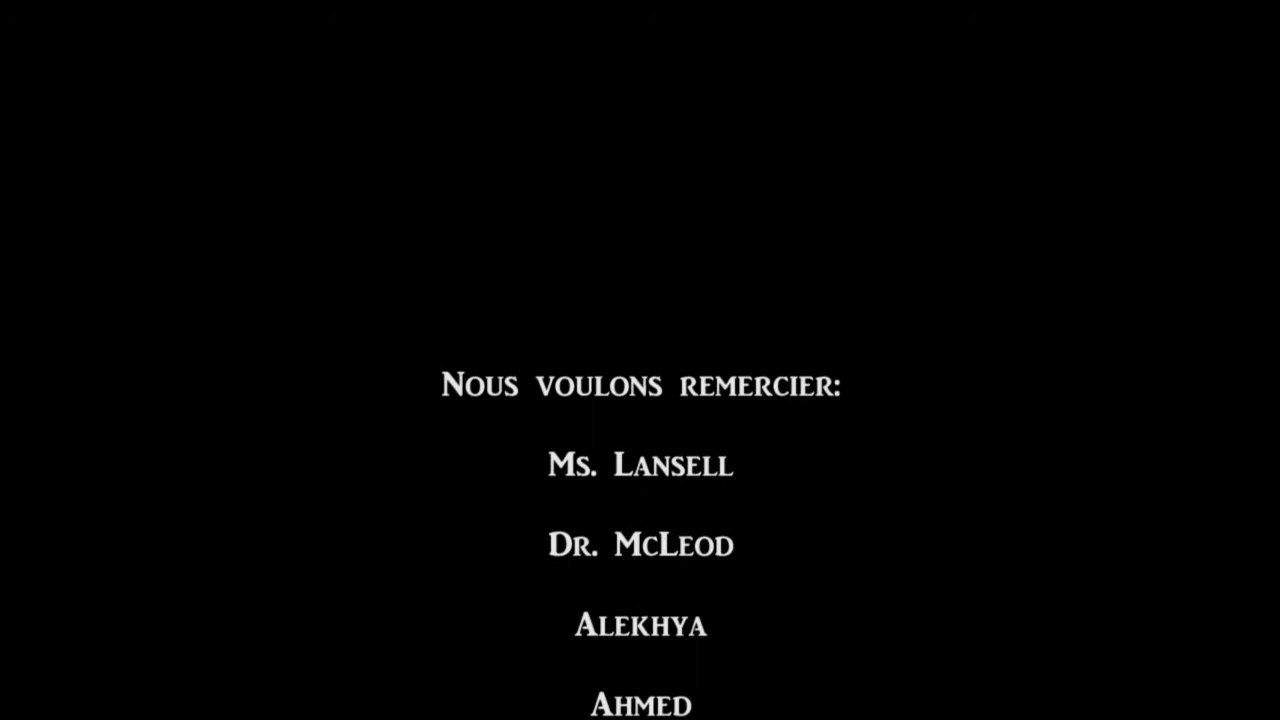 Nous voulons remercier:
Ms. Lansell
Dr. McLeod
Alekhya
Ahmed